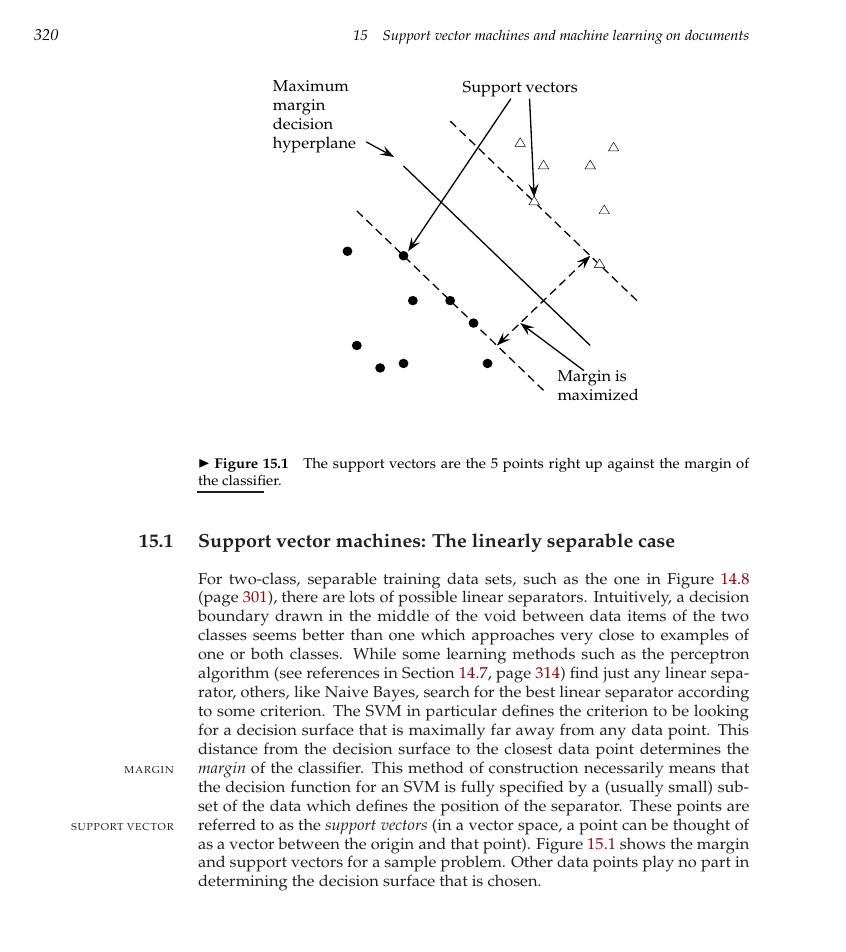 320
15 Support vector machines and machine learning on documents
Maximum
margin
decision
hyperplane
Support vectors
Margin is
maximized
► Figure 15.1 The support vectors are the 5 points right up against the margin of
the classifier.
15.1 Support vector machines: The linearly separable case
For two-class, separable training data sets, such as the one in Figure 14.8
(page 301), there are lots of possible linear separators. Intuitively, a decision
boundary drawn in the middle of the void between data items of the two
classes seems better than one which approaches very close to examples of
one or both classes. While some learning methods such as the perceptron
algorithm (see references in Section 14.7, page 314) find just any linear sepa-
rator, others, like Naive Bayes, search for the best linear separator according
to some criterion. The SVM in particular defines the criterion to be looking
for a decision surface that is maximally far away from any data point. This
distance from the decision surface to the closest data point determines the
MARGIN margin of the classifier. This method of construction necessarily means that
the decision function for an SVM is fully specified by a (usually small) sub-
set of the data which defines the position of the separator. These points are
SUPPORT VECTOR referred to as the support vectors (in a vector space, a point can be thought of
as a vector between the origin and that point). Figure 15.1 shows the margin
and support vectors for a sample problem. Other data points play no part in
determining the decision surface that is chosen.